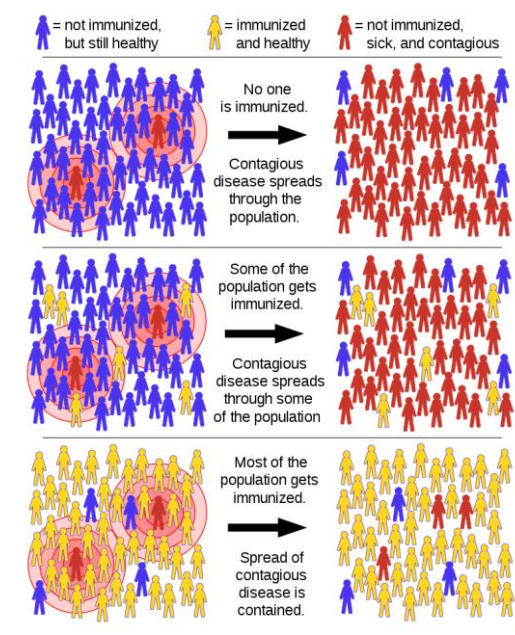 = not immunized,
but still healthy
= immunized
and healthy
= not immunized,
sick, and contagious
No one
is immunized.
Contagious
disease spreads
through the
population.
Some of the
population gets
immunized.
Contagious
disease spreads
through some
of the population
Most of the
population gets
immunized.
Spread of
contagious
disease is
contained.